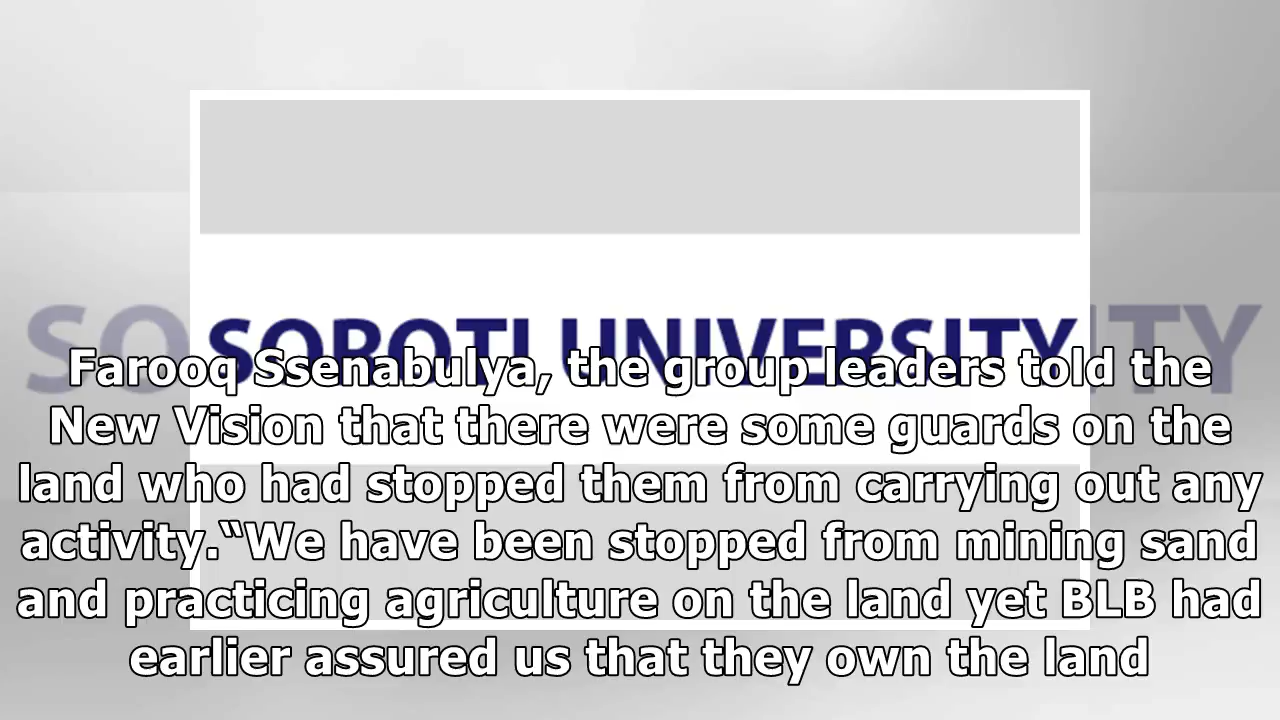 SOROTI UNIVERSITY
Farooq Ssenabulya, the group leaders told the
New Vision that there were some guards on the
land who had stopped them from carrying out any
activity.“We have been stopped from mining sand
and practicing agriculture on the land yet BLB had
earlier assured us that they own the land